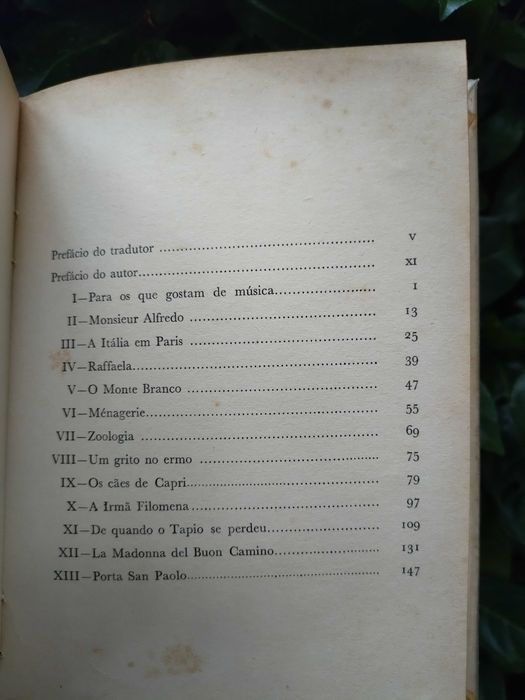 Prefácio do tradutor ........................................ V
Prefácio do autor............................................ XI
I—Para os que gostam de música..................... 1
II—Monsieur Alfredo ..................................... 13
III—A Itália em Paris ..................................... 25
IV—Raffaela................................................. 39
V—O Monte Branco ..................................... 47
VI—Ménagerie.............................................. 55
VII—Zoologia ................................................ 69
VIII—Um grito no ermo ................................... 75
IX—Os cães de Capri...................................... 79
X—A Irmã Filomena..................................... 97
XI—De quando o Tapio se perdeu...................... 109
XII—La Madonna del Buon Camino.................... 131
XIII—Porta San Paolo...................................... 147